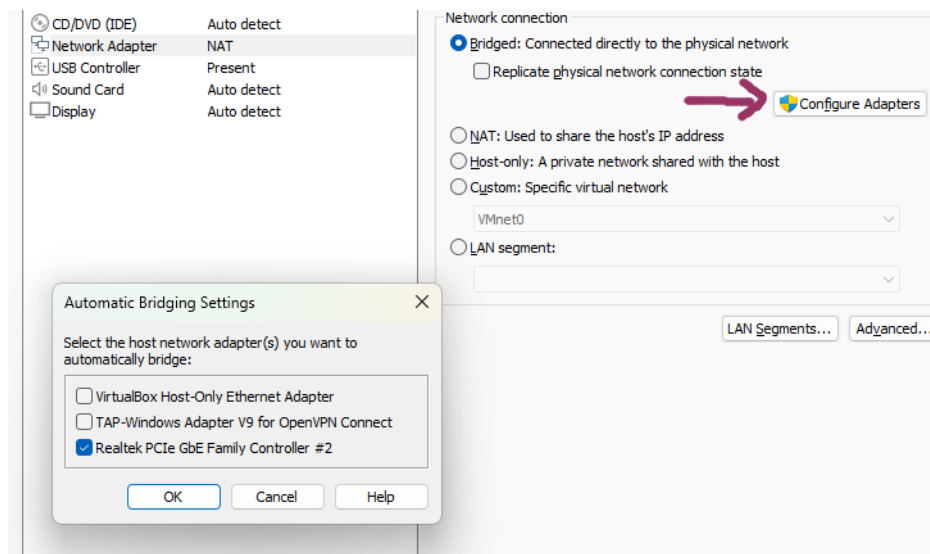 CD/DVD (IDE) Auto detect
Network Adapter NAT
USB Controller Present
Sound Card Auto detect
Display Auto detect
Network connection
Bridged: Connected directly to the physical network
Replicate physical network connection state
Configure Adapters
NAT: Used to share the host's IP address
Host-only: A private network shared with the host
Custom: Specific virtual network
VMnet0
LAN segment:
LAN Segments... Advanced...
Automatic Bridging Settings
Select the host network adapter(s) you want to
automatically bridge:
VirtualBox Host-Only Ethernet Adapter
TAP-Windows Adapter V9 for OpenVPN Connect
Realtek PCIe GbE Family Controller #2
OK Cancel Help